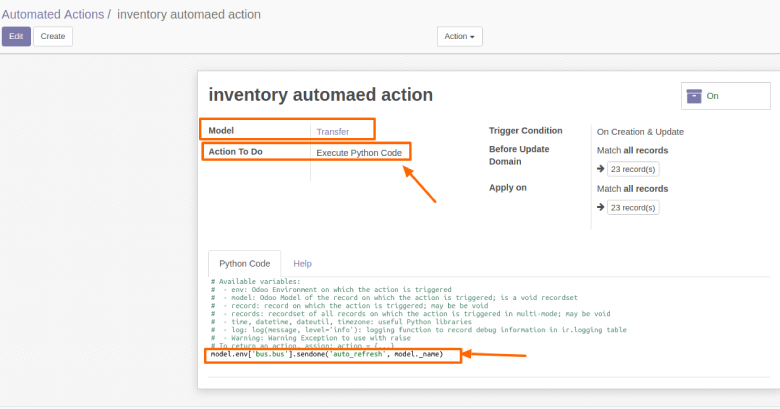 Automated Actions / inventory automaed action
Edit Create Action
inventory automaed action
On
Model Transfer
Action To Do Execute Python Code
Trigger Condition On Creation & Update
Before Update Domain Match all records
23 record(s)
Apply on Match all records
23 record(s)
Python Code Help
# Available variables:
#  - env: Odoo Environment on which the action is triggered
#  - model: Odoo Model of the record on which the action is triggered; is a void recordset
#  - record: record on which the action is triggered; may be be void
#  - records: recordset of all records on which the action is triggered in multi-mode; may be void
#  - time, datetime, dateutil, timezone: useful Python libraries
#  - log: log(message, level='info'): logging function to record debug information in ir.logging table
#  - Warning: Warning Exception to use with raise
# To return an action, assign: action = {...}
model.env['bus.bus'].sendone('auto_refresh', model._name)